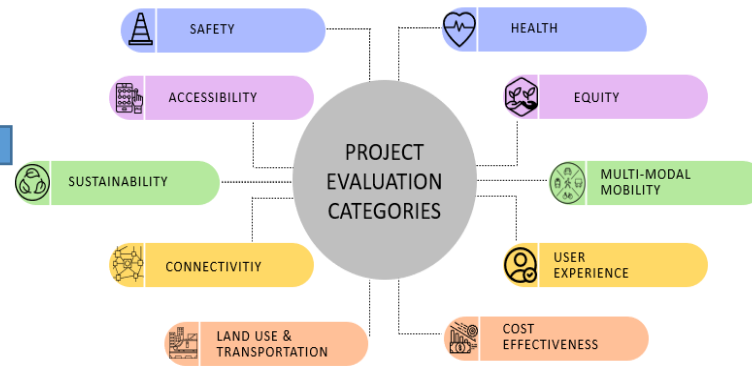 SAFETY
HEALTH
ACCESSIBILITY
EQUITY
PROJECT
EVALUATION
CATEGORIES
SUSTAINABILITY
MULTI-MODAL
MOBILITY
CONNECTIVITIY
USER
EXPERIENCE
LAND USE &
TRANSPORTATION
COST
EFFECTIVENESS